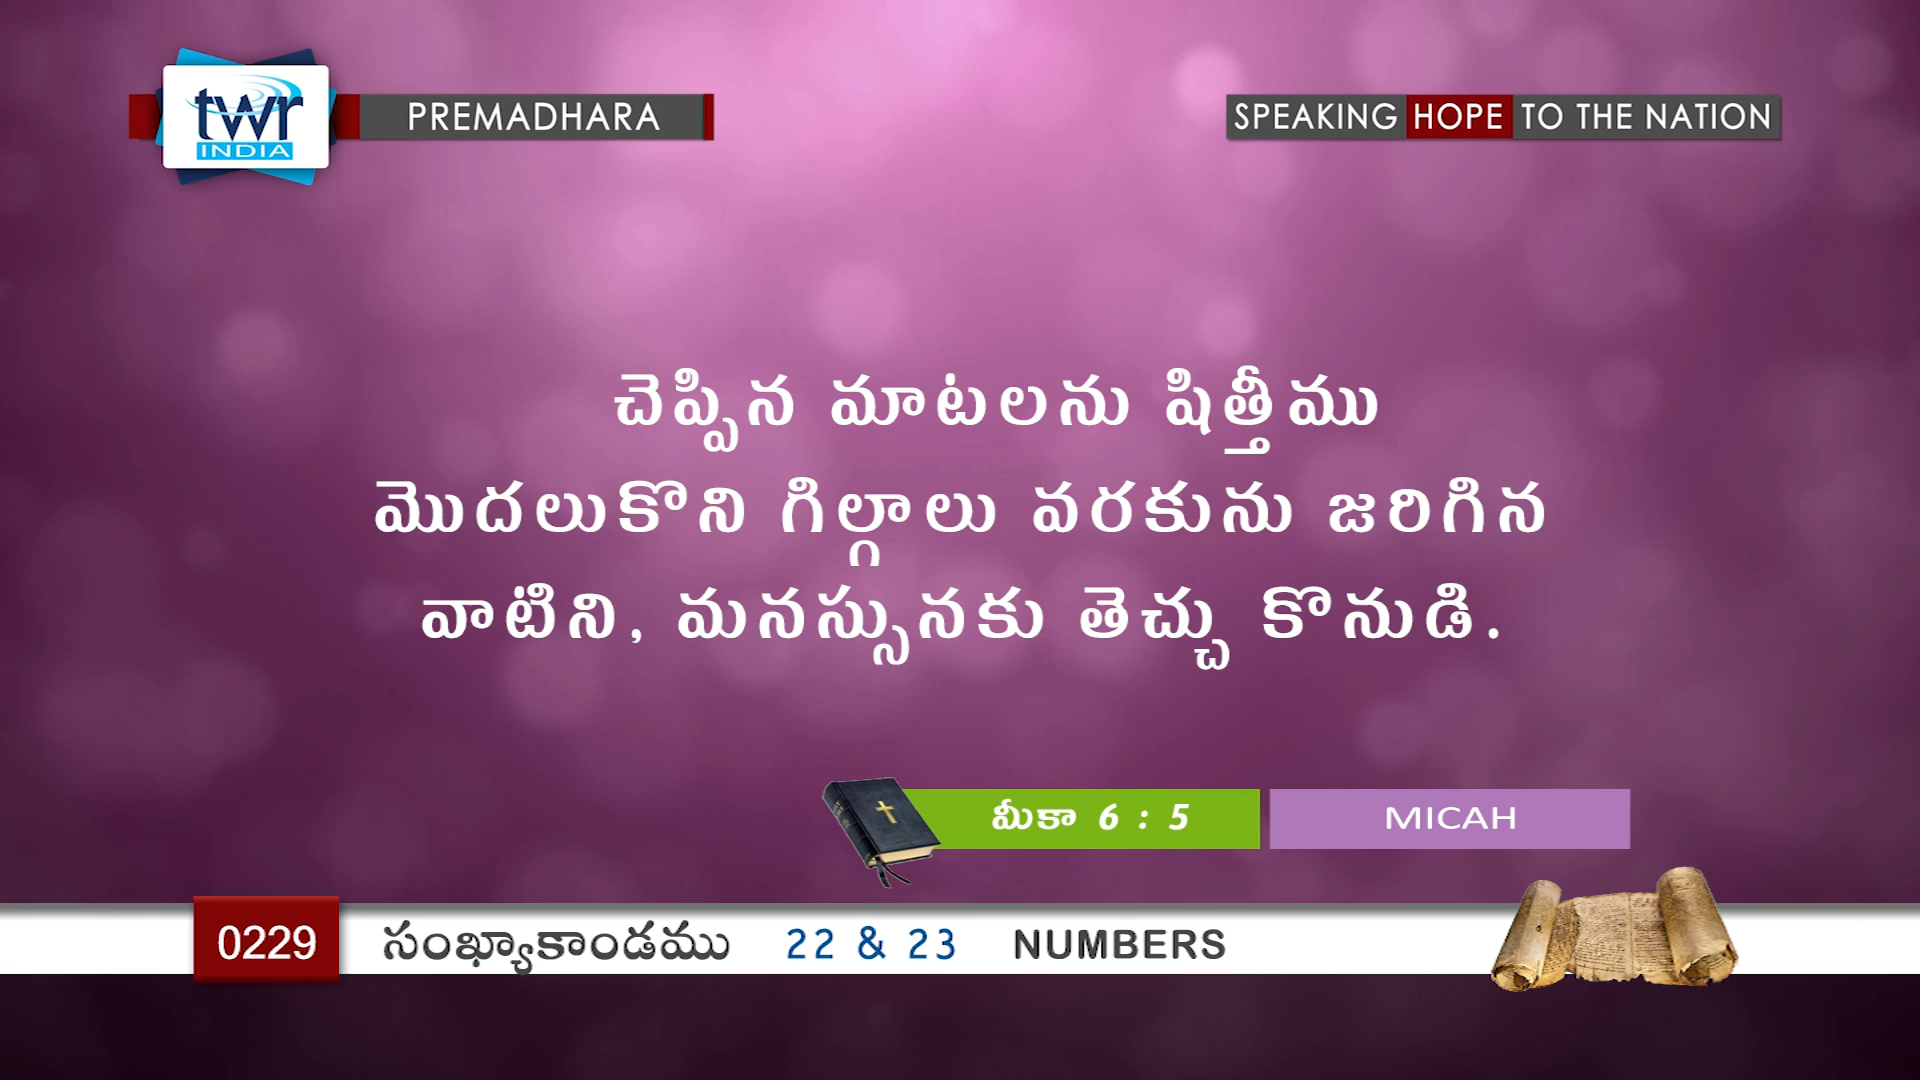 twr
INDIA
PREMADHARA
SPEAKING HOPE TO THE NATION
చెప్పిన మాటలను షిత్తీము
మొదలుకొని గిల్గాలు వరకును జరిగిన
వాటిని, మనస్సునకు తెచ్చు కొనుడి.
మీకా 6 : 5
MICAH
0229
సంఖ్యాకాండము 22 & 23 NUMBERS